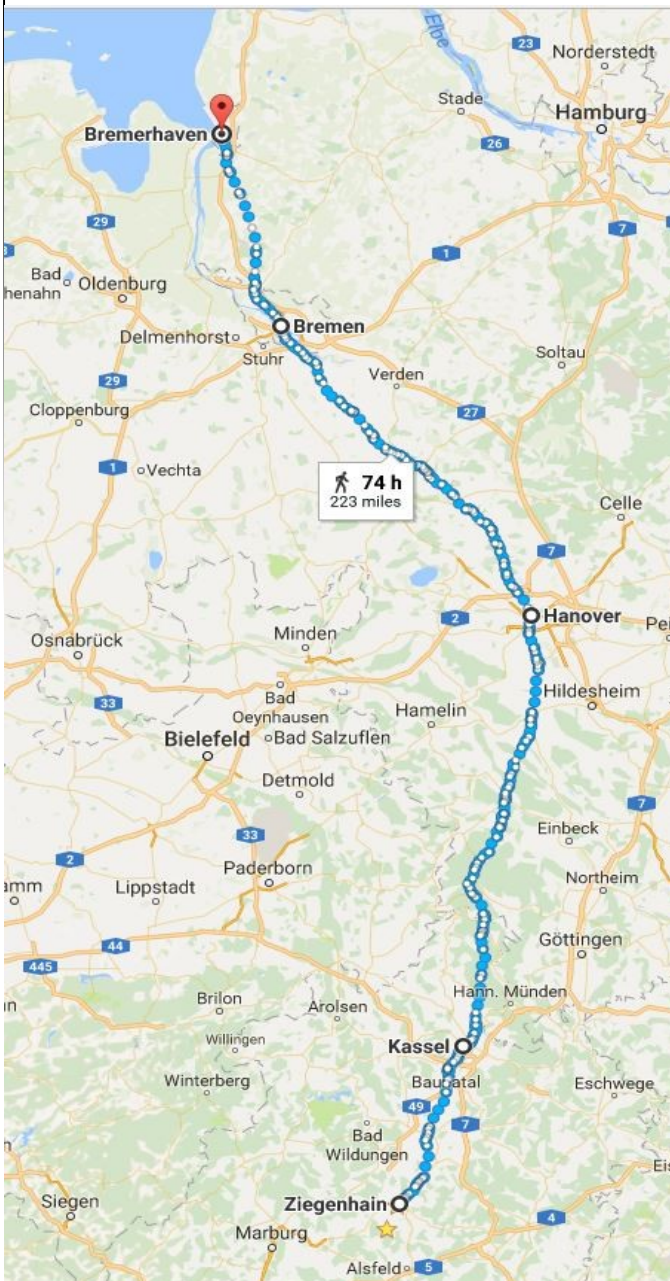 Elbe
23
Norderstedt
Stade
Hamburg
Bremerhaven
26
29
7
1
Bad
henahn
Oldenburg
Bremen
Delmenhorst
Stuhr
Soltau
Verden
29
27
Cloppenburg
1
Vechta
74 h
223 miles
Celle
7
2
Hanover
Pei
Minden
Osnabrück
33
Bad
Oeynhausen
Hildesheim
Hamelin
Bielefeld
Bad Salzuflen
Detmold
7
33
Einbeck
2
Paderborn
amm
Lippstadt
Northeim
44
Göttingen
445
Hann. Münden
Brilon
Arolsen
Willingen
Kassel
Winterberg
Eschwege
49
7
Bad
Wildungen
Eis
Ziegenhain
Siegen
4
Marburg
Alsfeld
5